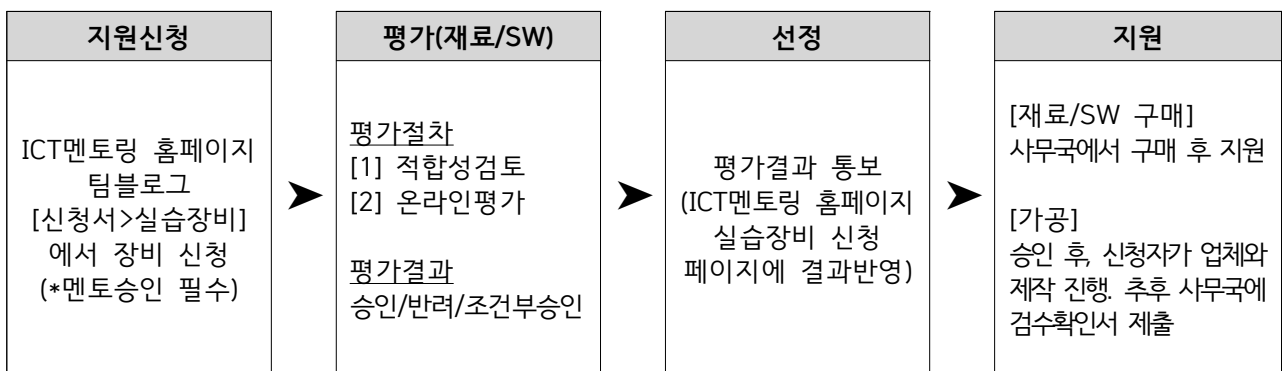 지원신청
ICT멘토링 홈페이지
팀블로그
[신청서>실습장비]
에서 장비 신청
(*멘토승인 필수)
평가(재료/SW)
평가절차
[1] 적합성검토
[2] 온라인평가
평가결과
승인/반려/조건부승인
선정
평가결과 통보
(ICT멘토링 홈페이지
실습장비 신청
페이지에 결과반영)
지원
[재료/SW 구매]
사무국에서 구매 후 지원
[가공]
승인 후, 신청자가 업체와
제작 진행. 추후 사무국에
검수확인서 제출